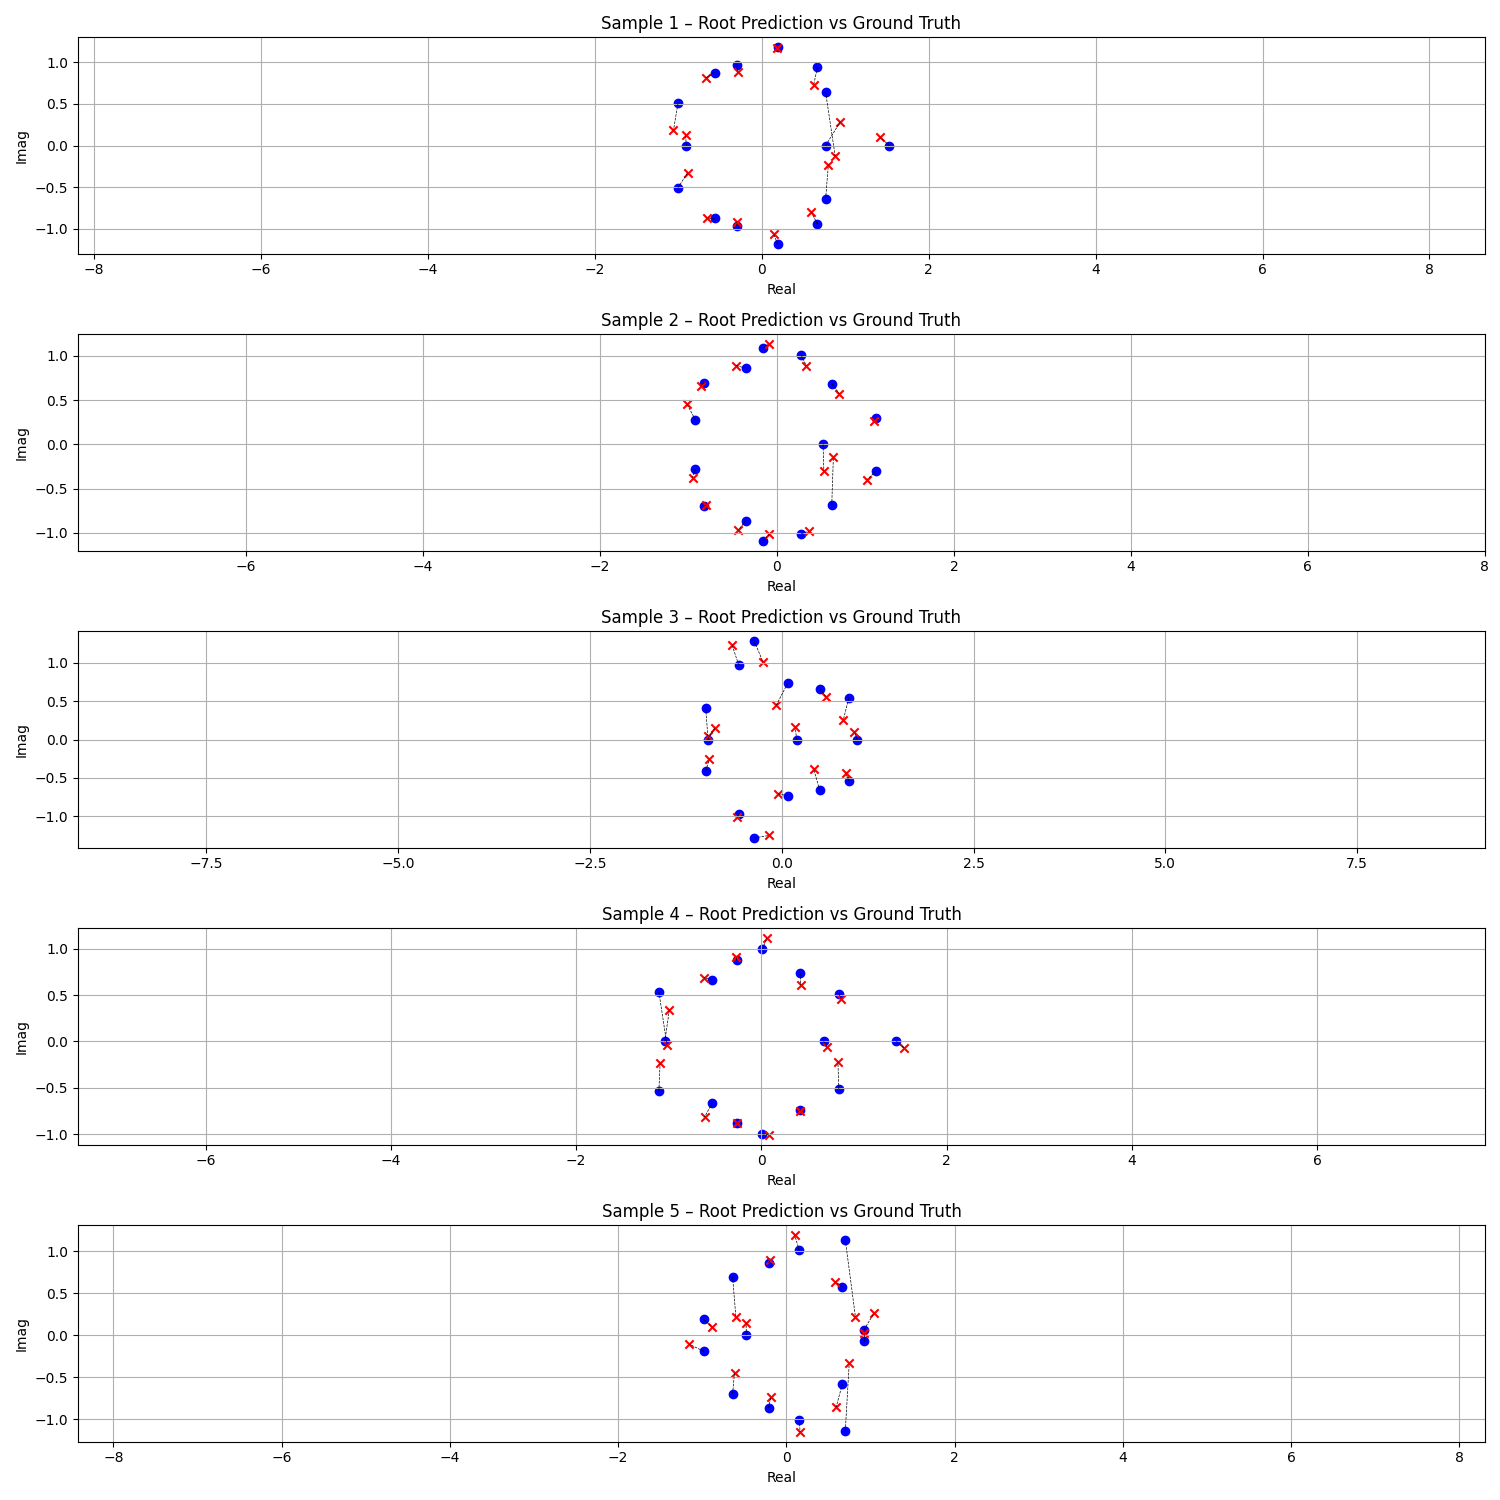 Sample 1 – Root Prediction vs Ground Truth
1.0
0.5
0.0
−0.5
−1.0
Imag
−8 −6 −4 −2 0 2 4 6 8
Real
Sample 2 – Root Prediction vs Ground Truth
1.0
0.5
0.0
−0.5
−1.0
Imag
−6 −4 −2 0 2 4 6 8
Real
Sample 3 – Root Prediction vs Ground Truth
1.0
0.5
0.0
−0.5
−1.0
Imag
−7.5 −5.0 −2.5 0.0 2.5 5.0 7.5
Real
Sample 4 – Root Prediction vs Ground Truth
1.0
0.5
0.0
−0.5
−1.0
Imag
−6 −4 −2 0 2 4 6
Real
Sample 5 – Root Prediction vs Ground Truth
1.0
0.5
0.0
−0.5
−1.0
Imag
−8 −6 −4 −2 0 2 4 6 8
Real